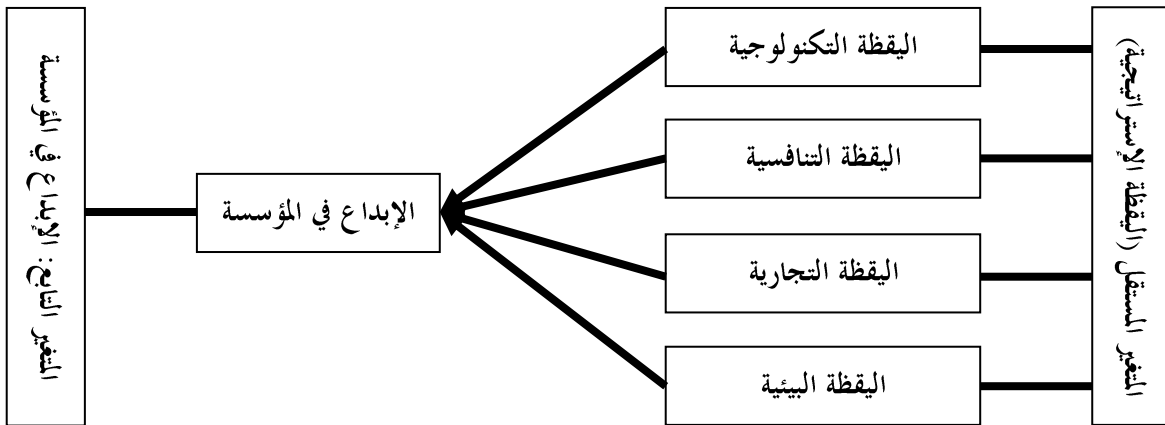 المتغير المستقل (اليقظة الإستراتيجية)
اليقظة التكنولوجية
اليقظة التنافسية
اليقظة التجارية
اليقظة البيئية
الإبداع في المؤسسة
المتغير التابع: الإبداع في المؤسسة